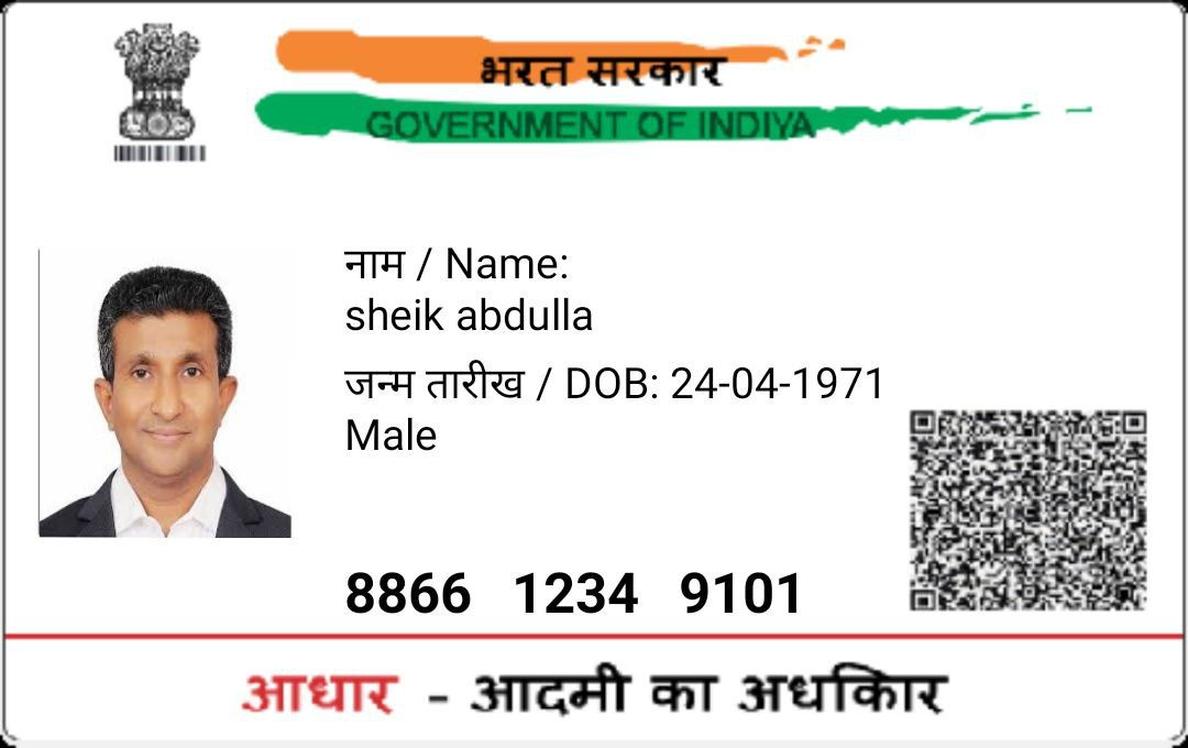 भरत सरकार
GOVERNMENT OF INDIYA
नाम / Name:
sheik abdulla
जन्म तारीख / DOB: 24-04-1971
Male
8866 1234 9101
आधार - आदमी का अधकिार